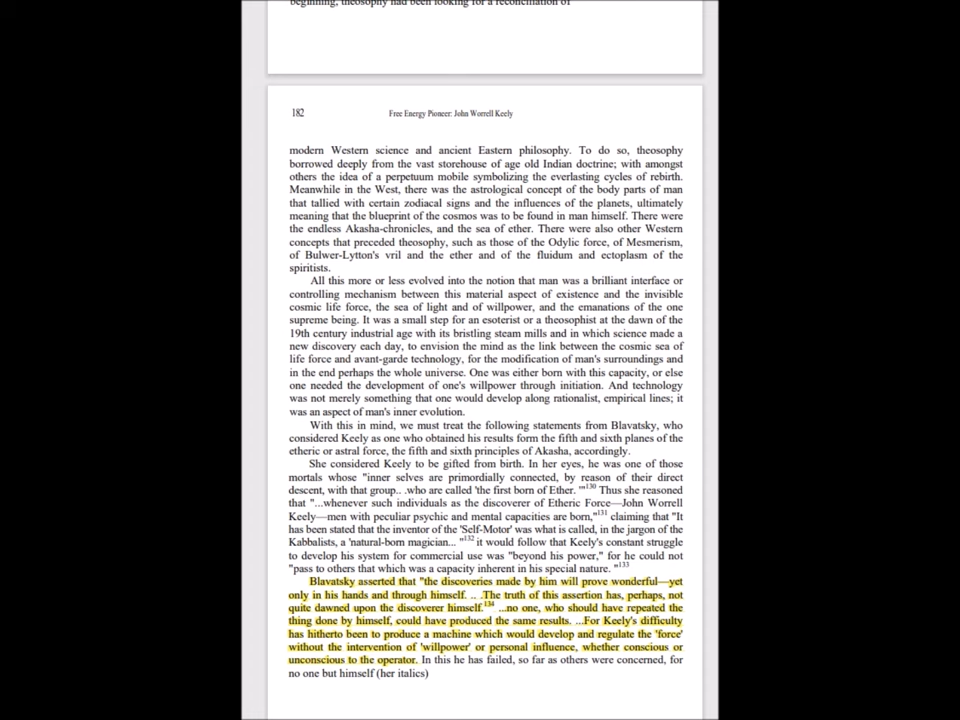 beginning, theosophy had been looking for a reconciliation of
182 Free Energy Pioneer: John Worrell Keely
modern Western science and ancient Eastern philosophy. To do so, theosophy
borrowed deeply from the vast storehouse of age old Indian doctrine; with amongst
others the idea of a perpetuum mobile symbolizing the everlasting cycles of rebirth.
Meanwhile in the West, there was the astrological concept of the body parts of man
that tallied with certain zodiacal signs and the influences of the planets, ultimately
meaning that the blueprint of the cosmos was to be found in man himself. There were
the endless Akasha-chronicles, and the sea of ether. There were also other Western
concepts that preceded theosophy, such as those of the Odylic force, of Mesmerism,
of Bulwer-Lytton's vril and the ether and of the fluidum and ectoplasm of the
spiritists.
All this more or less evolved into the notion that man was a brilliant interface or
controlling mechanism between this material aspect of existence and the invisible
cosmic life force, the sea of light and of willpower, and the emanations of the one
supreme being. It was a small step for an esoterist or a theosophist at the dawn of the
19th century industrial age with its bristling steam mills and in which science made a
new discovery each day, to envision the mind as the link between the cosmic sea of
life force and avant-garde technology, for the modification of man's surroundings and
in the end perhaps the whole universe. One was either born with this capacity, or else
one needed the development of one's willpower through initiation. And technology
was not merely something that one would develop along rationalist, empirical lines; it
was an aspect of man's inner evolution.
With this in mind, we must treat the following statements from Blavatsky, who
considered Keely as one who obtained his results form the fifth and sixth planes of the
etheric or astral force, the fifth and sixth principles of Akasha, accordingly.
She considered Keely to be gifted from birth. In her eyes, he was one of those
mortals whose "inner selves are primordially connected, by reason of their direct
descent, with that group.. .who are called 'the first born of Ether. '"130 Thus she reasoned
that "...whenever such individuals as the discoverer of Etheric Force—John Worrell
Keely—men with peculiar psychic and mental capacities are born,"131 claiming that "It
has been stated that the inventor of the 'Self-Motor' was what is called, in the jargon of the
Kabbalists, a 'natural-born magician... "132 it would follow that Keely's constant struggle
to develop his system for commercial use was "beyond his power," for he could not
"pass to others that which was a capacity inherent in his special nature. "133
Blavatsky asserted that "the discoveries made by him will prove wonderful—yet
only in his hands and through himself. .. .The truth of this assertion has, perhaps, not
quite dawned upon the discoverer himself.134 ...no one, who should have repeated the
thing done by himself, could have produced the same results. ...For Keely's difficulty
has hitherto been to produce a machine which would develop and regulate the 'force'
without the intervention of 'willpower' or personal influence, whether conscious or
unconscious to the operator. In this he has failed, so far as others were concerned, for
no one but himself (her italics)